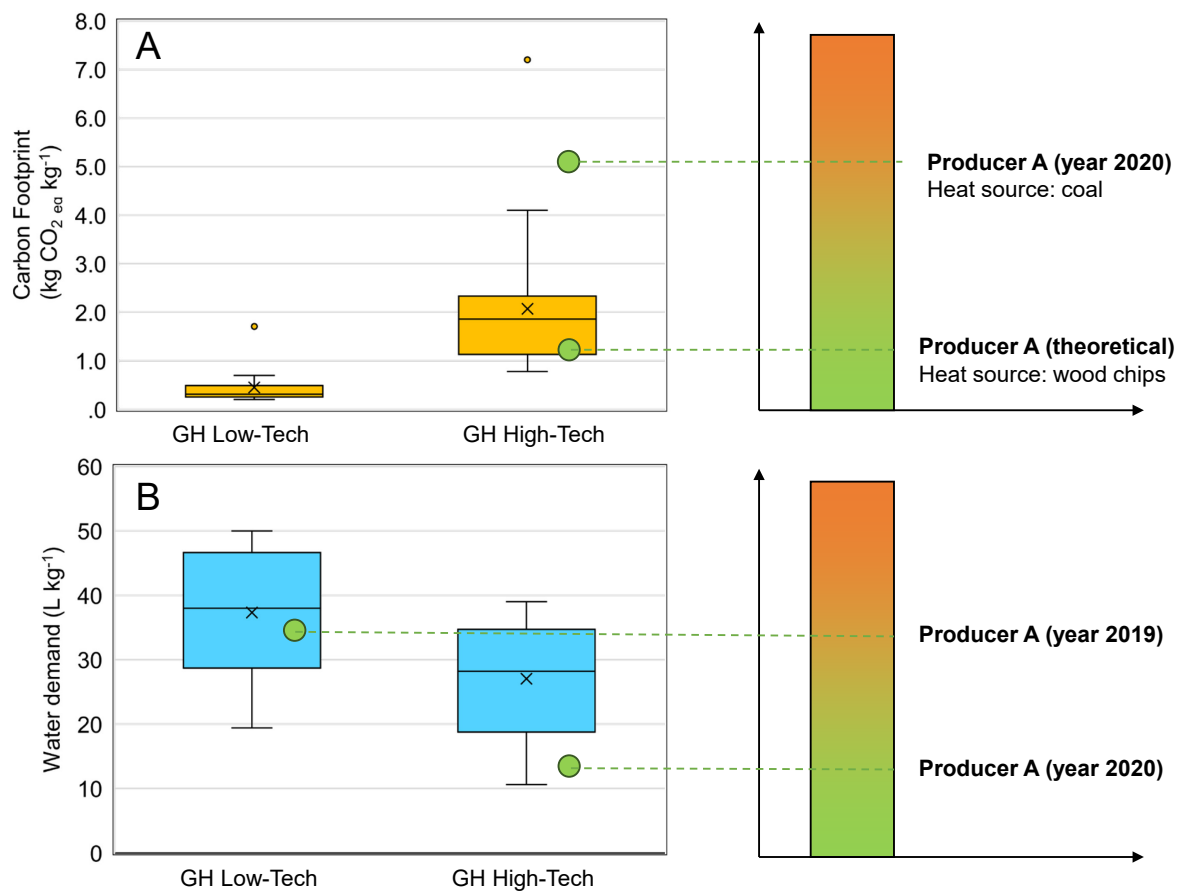 A
8.0
7.0
6.0
5.0
4.0
3.0
2.0
1.0
.0
Carbon Footprint
(kg CO2 eq kg-1)
GH Low-Tech
GH High-Tech
Producer A (year 2020)
Heat source: coal
Producer A (theoretical)
Heat source: wood chips
B
60
50
40
30
20
10
0
Water demand (L kg-1)
GH Low-Tech
GH High-Tech
Producer A (year 2019)
Producer A (year 2020)